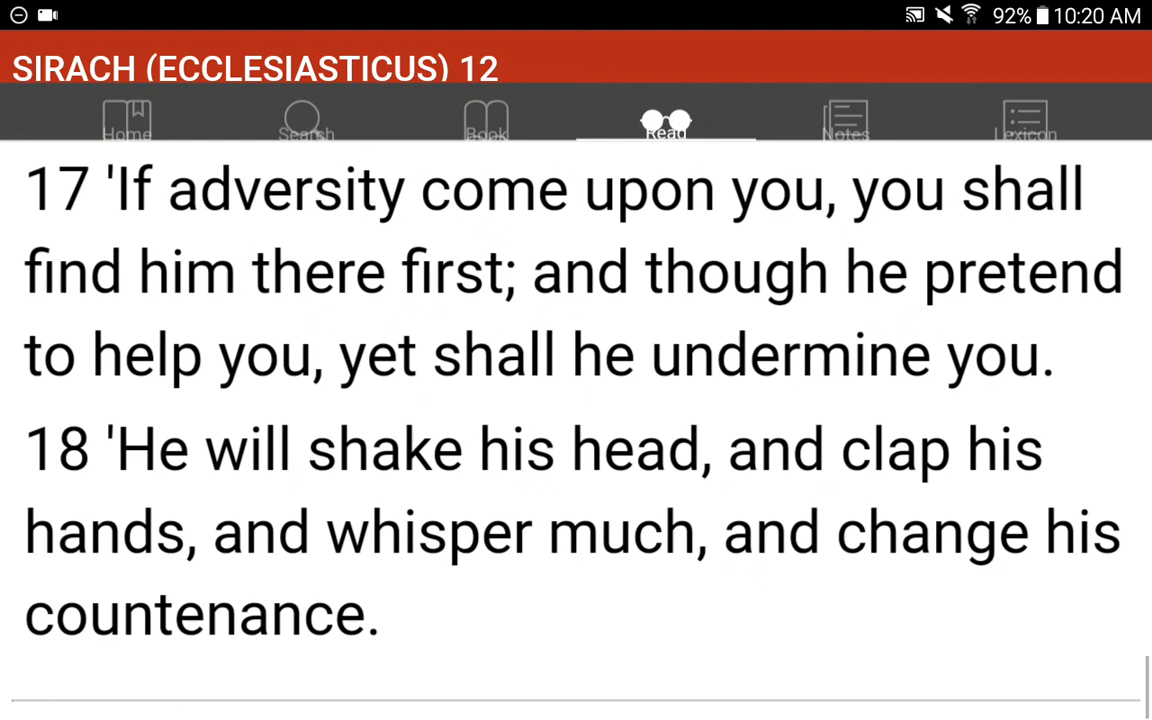 92% 10:20 AM
SIRACH (ECCLESIASTICUS) 12
Home Search Book Read Notes Lexicon
17 'If adversity come upon you, you shall
find him there first; and though he pretend
to help you, yet shall he undermine you.
18 'He will shake his head, and clap his
hands, and whisper much, and change his
countenance.